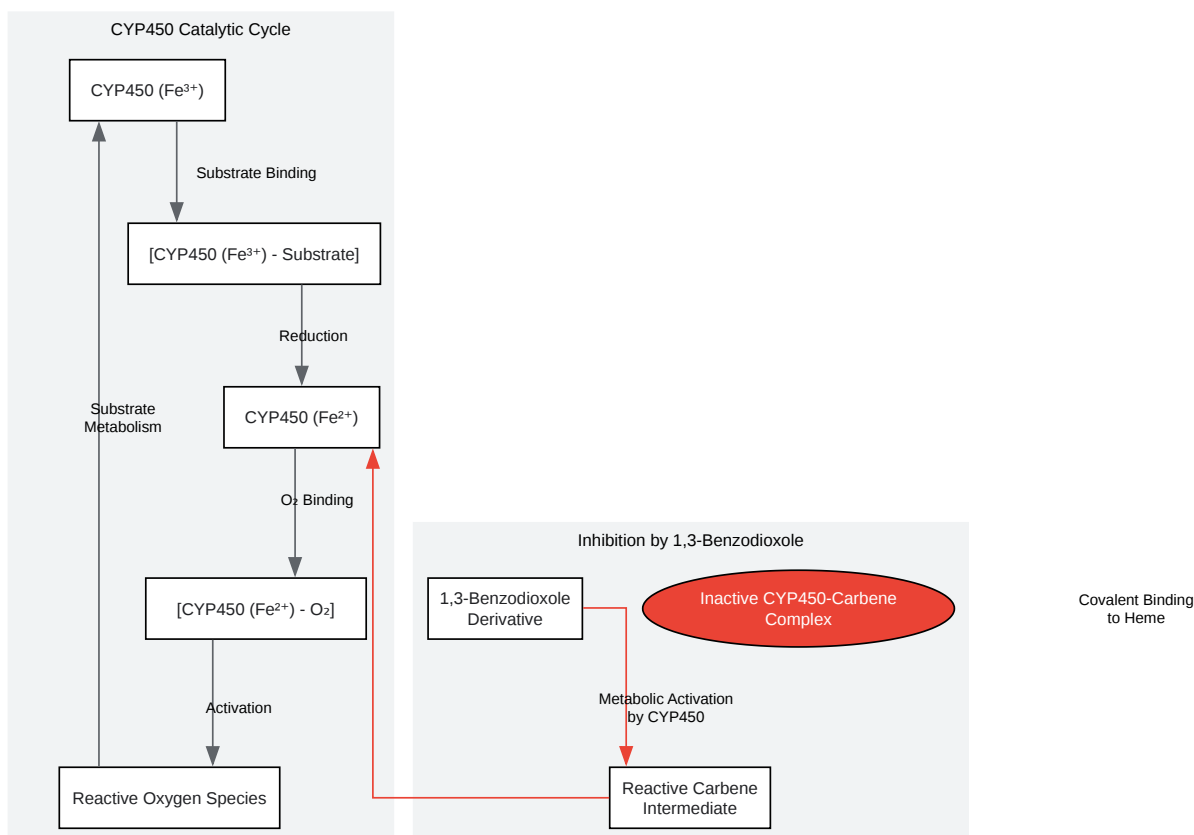 CYP450 Catalytic Cycle
CYP450 (Fe³⁺)
Substrate Binding
[CYP450 (Fe³⁺) - Substrate]
Reduction
CYP450 (Fe²⁺)
Substrate
Metabolism
O₂ Binding
[CYP450 (Fe²⁺) - O₂]
Activation
Reactive Oxygen Species
Inhibition by 1,3-Benzodioxole
1,3-Benzodioxole
Derivative
Inactive CYP450-Carbene
Complex
Metabolic Activation
by CYP450
Reactive Carbene
Intermediate
Covalent Binding
to Heme